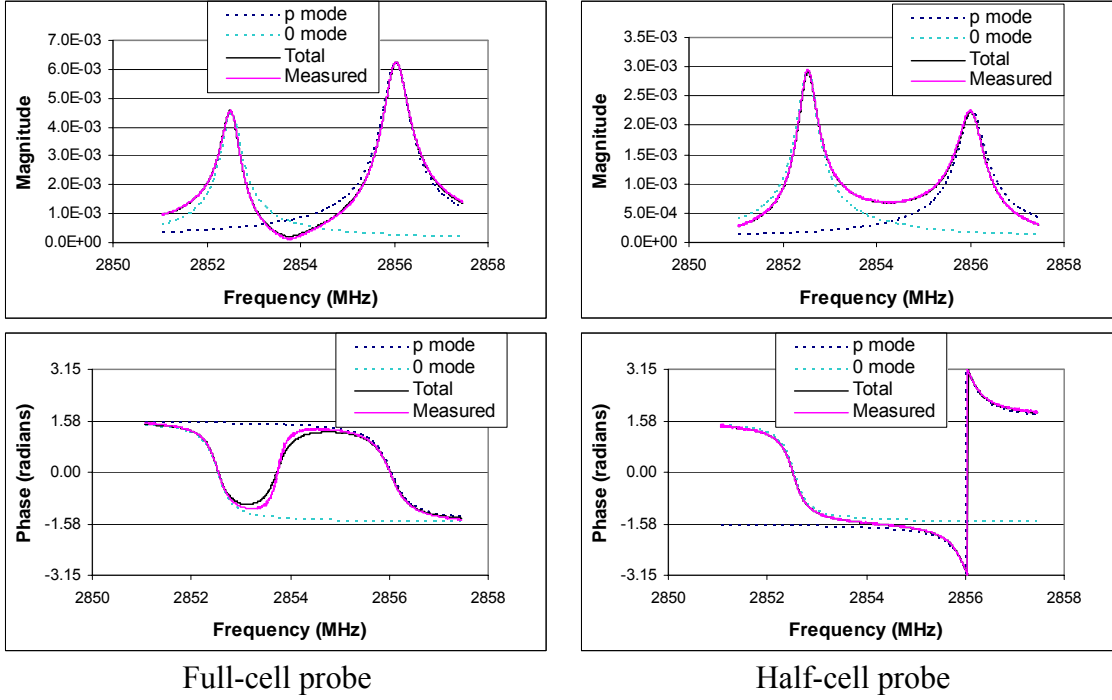 p mode
0 mode
Total
Measured
7.0E-03
6.0E-03
5.0E-03
4.0E-03
3.0E-03
2.0E-03
1.0E-03
0.0E+00
Magnitude
2850 2852 2854 2856 2858
Frequency (MHz)
p mode
0 mode
Total
Measured
3.5E-03
3.0E-03
2.5E-03
2.0E-03
1.5E-03
1.0E-03
5.0E-04
0.0E+00
Magnitude
2850 2852 2854 2856 2858
Frequency (MHz)
p mode
0 mode
Total
Measured
3.15
1.58
0.00
-1.58
-3.15
Phase (radians)
2850 2852 2854 2856 2858
Frequency (MHz)
p mode
0 mode
Total
Measured
3.15
1.58
0.00
-1.58
-3.15
Phase (radians)
2850 2852 2854 2856 2858
Frequency (MHz)
Full-cell probe
Half-cell probe